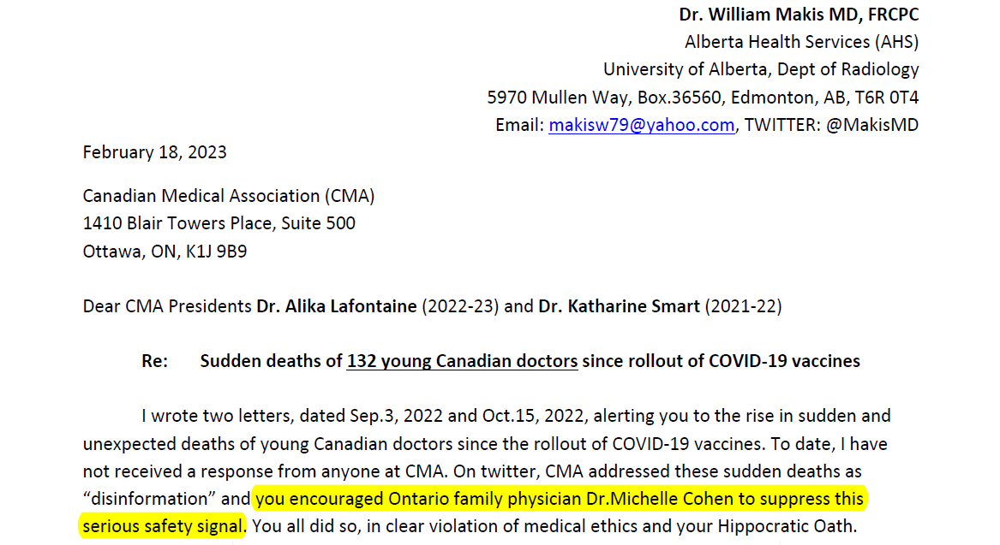 Dr. William Makis MD, FRCPC
Alberta Health Services (AHS)
University of Alberta, Dept of Radiology
5970 Mullen Way, Box.36560, Edmonton, AB, T6R 0T4
Email: makisw79@yahoo.com, TWITTER: @MakisMD
February 18, 2023
Canadian Medical Association (CMA)
1410 Blair Towers Place, Suite 500
Ottawa, ON, K1J 9B9
Dear CMA Presidents Dr. Alika Lafontaine (2022-23) and Dr. Katharine Smart (2021-22)
Re: Sudden deaths of 132 young Canadian doctors since rollout of COVID-19 vaccines
I wrote two letters, dated Sep.3, 2022 and Oct.15, 2022, alerting you to the rise in sudden and
unexpected deaths of young Canadian doctors since the rollout of COVID-19 vaccines. To date, I have
not received a response from anyone at CMA. On twitter, CMA addressed these sudden deaths as
“disinformation” and you encouraged Ontario family physician Dr.Michelle Cohen to suppress this
serious safety signal. You all did so, in clear violation of medical ethics and your Hippocratic Oath.